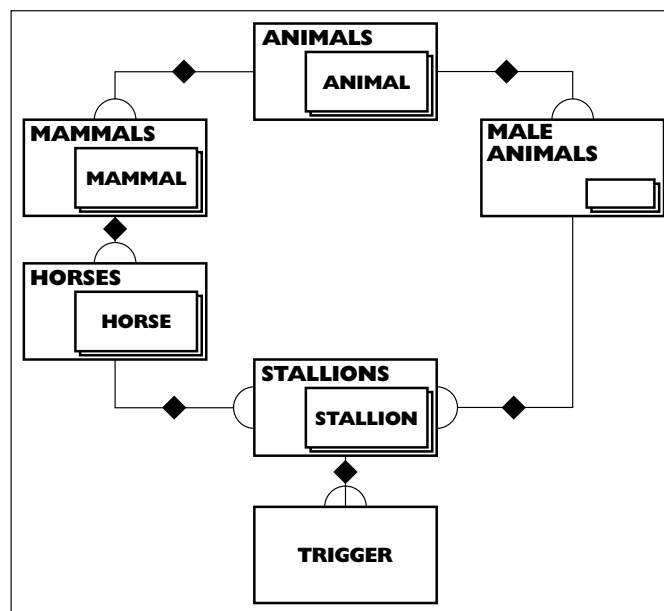 ANIMALS
ANIMAL
MAMMALS
MAMMAL
MALE
ANIMALS
HORSES
HORSE
STALLIONS
STALLION
TRIGGER